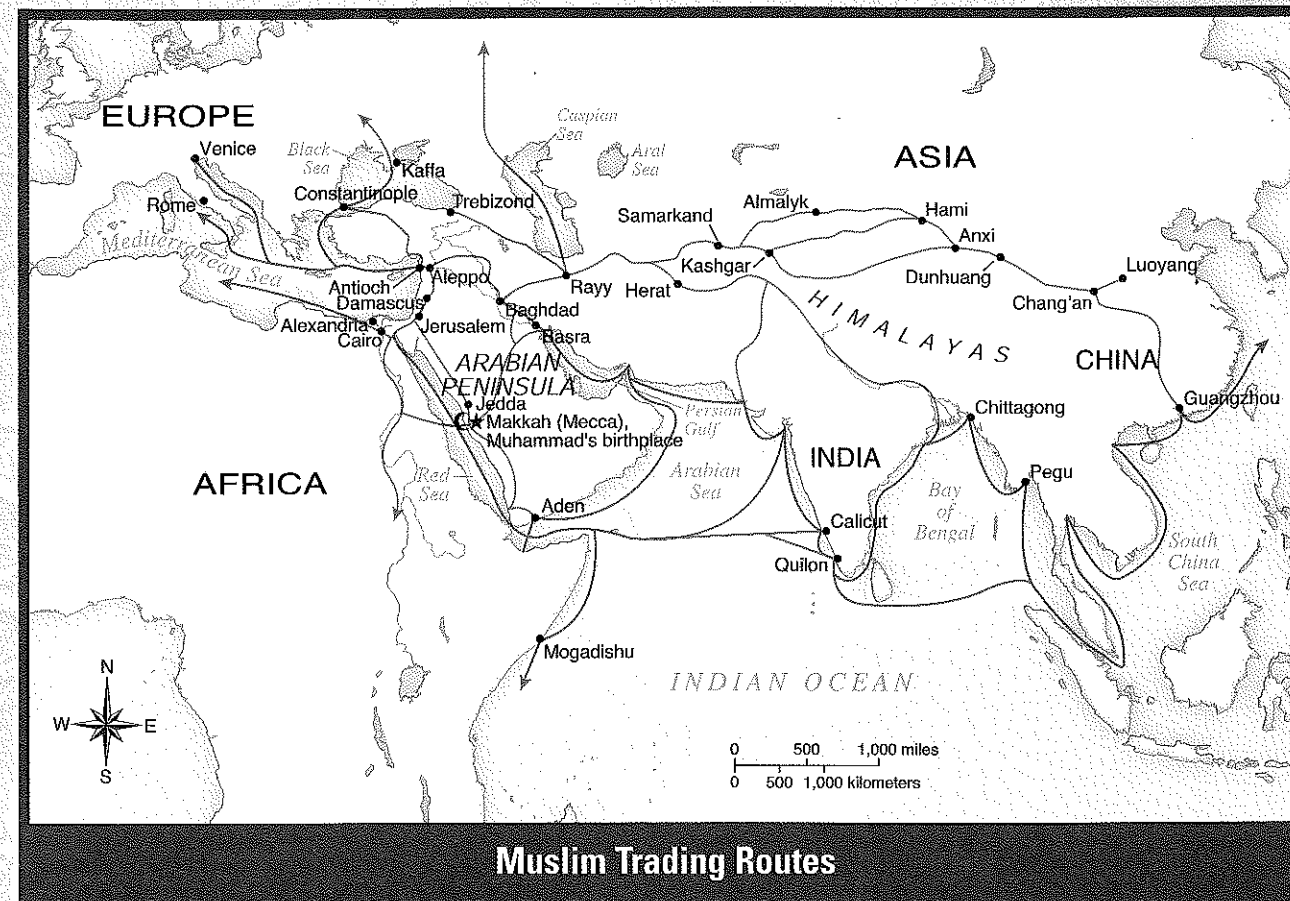 EUROPE
Venice
Rome
Mediterranean Sea
Black
Sea
Kaffa
Constantinople
Trebizond
Caspian
Sea
Aral
Sea
ASIA
Samarkand
Almalyk
Hami
Anxi
Kashgar
Dunhuang
Luoyang
Chang'an
Antioch
Aleppo
Damascus
Rayy
Herat
Baghdad
Alexandria
Jerusalem
Cairo
Basra
HIMALAYAS
CHINA
ARABIAN
PENINSULA
Jedda
Makkah (Mecca),
Muhammad's birthplace
Persian
Gulf
Chittagong
Guangzhou
AFRICA
Red
Sea
Arabian
Sea
INDIA
Bay
of
Bengal
Pegu
Aden
Calicut
Quilon
South
China
Sea
Mogadishu
INDIAN OCEAN
N
W
E
S
0 500 1,000 miles
0 500 1,000 kilometers
Muslim Trading Routes